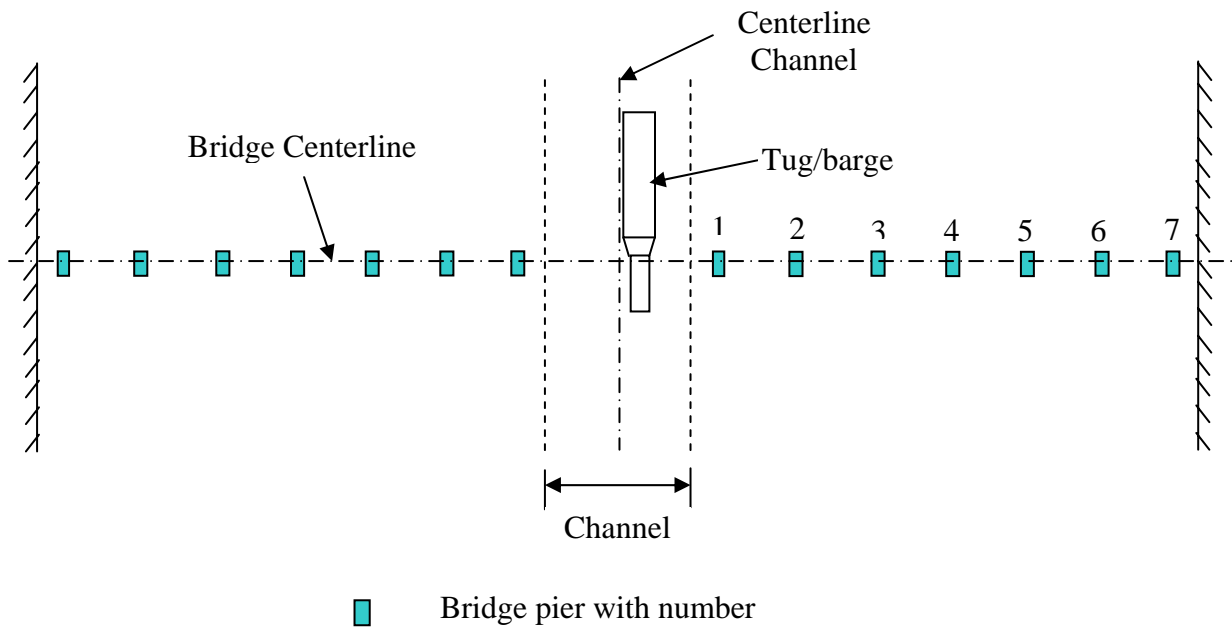 Centerline
Channel
Bridge Centerline
Tug/barge
1 2 3 4 5 6 7
Channel
Bridge pier with number